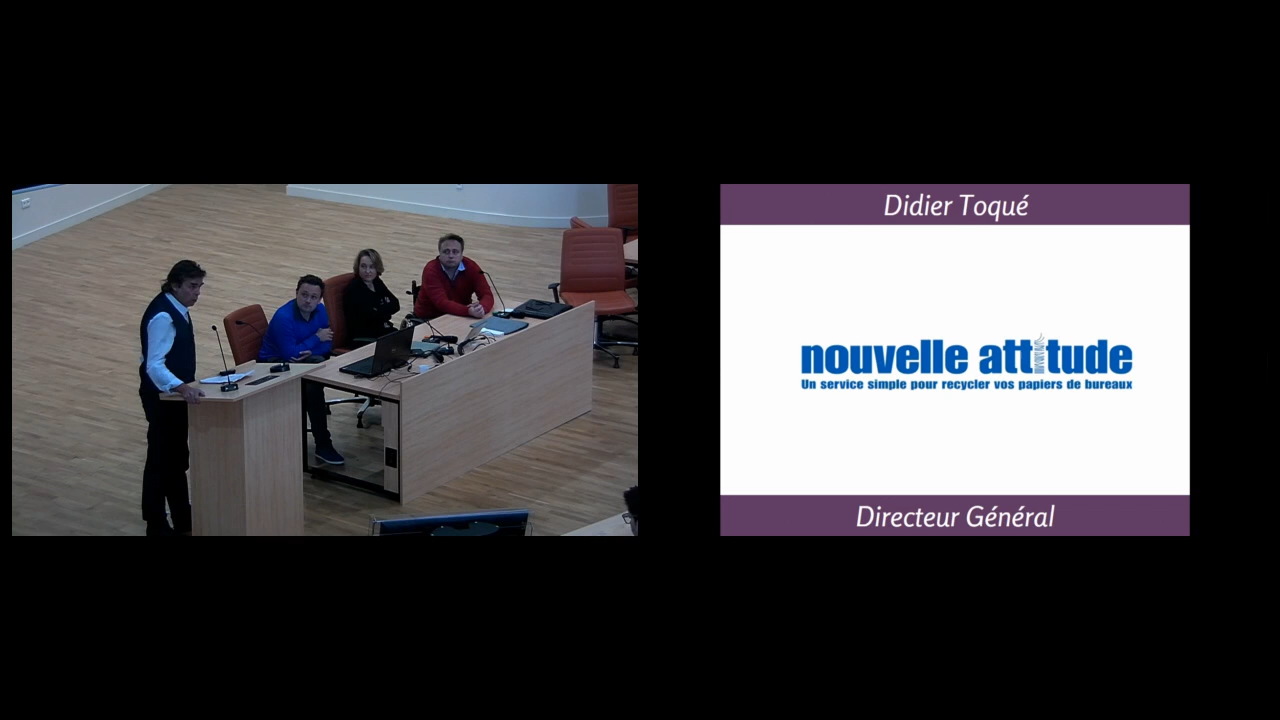 Didier Toqué
nouvelle attitude
Un service simple pour recycler vos papiers de bureaux
Directeur Général